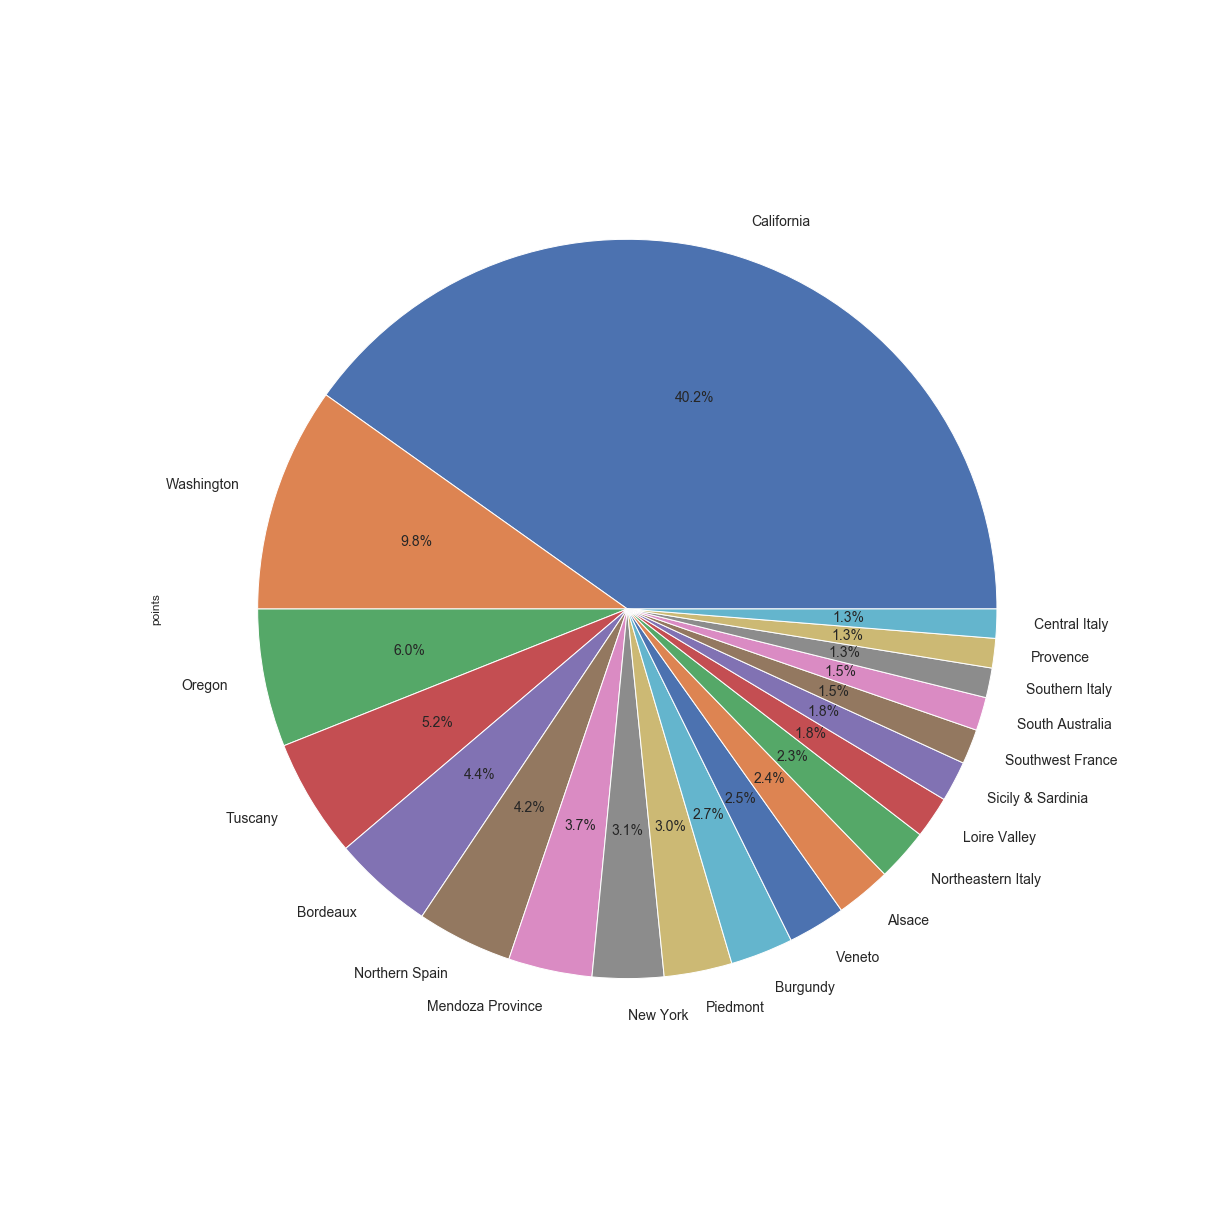 California
40.2%
Washington
9.8%
points
Oregon
6.0%
Tuscany
5.2%
Bordeaux
4.4%
Northern Spain
4.2%
Mendoza Province
3.7%
New York
3.1%
Piedmont
3.0%
Burgundy
2.7%
Veneto
2.5%
Alsace
2.4%
Northeastern Italy
2.3%
Loire Valley
1.8%
Sicily & Sardinia
1.8%
Southwest France
1.5%
South Australia
1.5%
Southern Italy
1.3%
Provence
1.3%
Central Italy
1.3%